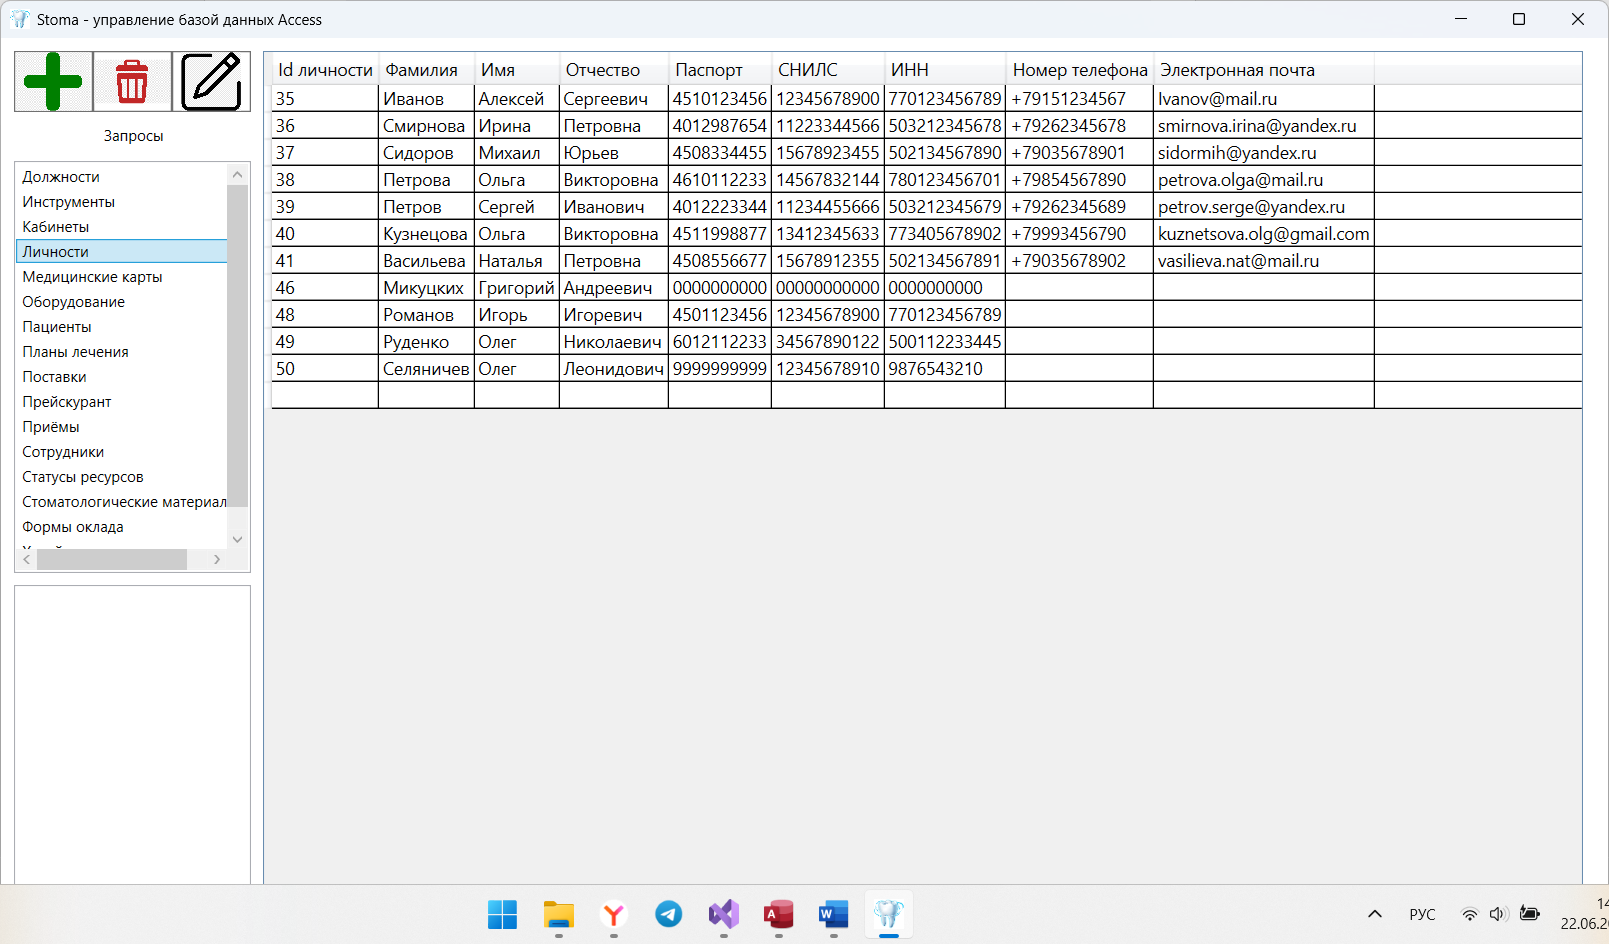 Stoma - управление базой данных Access
Запросы
Должности
Инструменты
Кабинеты
Личности
Медицинские карты
Оборудование
Пациенты
Планы лечения
Поставки
Прейскурант
Приёмы
Сотрудники
Статусы ресурсов
Стоматологические материал
Формы оклада
Id личности Фамилия Имя Отчество Паспорт СНИЛС ИНН Номер телефона Электронная почта
35 Иванов Алексей Сергеевич 4510123456 12345678900 770123456789 +79151234567 Ivanov@mail.ru
36 Смирнова Ирина Петровна 4012987654 11223344566 503212345678 +79262345678 smirnova.irina@yandex.ru
37 Сидоров Михаил Юрьев 4508334455 15678923455 502134567890 +79035678901 sidormih@yandex.ru
38 Петрова Ольга Викторовна 4610112233 14567832144 780123456701 +79854567890 petrova.olga@mail.ru
39 Петров Сергей Иванович 4012223344 11234455666 503212345679 +79262345689 petrov.serge@yandex.ru
40 Кузнецова Ольга Викторовна 4511998877 13412345633 773405678902 +79993456790 kuznetsova.olg@gmail.com
41 Васильева Наталья Петровна 4508556677 15678912355 502134567891 +79035678902 vasilieva.nat@mail.ru
46 Микуцких Григорий Андреевич 0000000000 00000000000 0000000000
48 Романов Игорь Игоревич 4501123456 12345678900 770123456789
49 Руденко Олег Николаевич 6012112233 34567890122 500112233445
50 Селяничев Олег Леонидович 9999999999 12345678910 9876543210
РУС
14
22.06.2